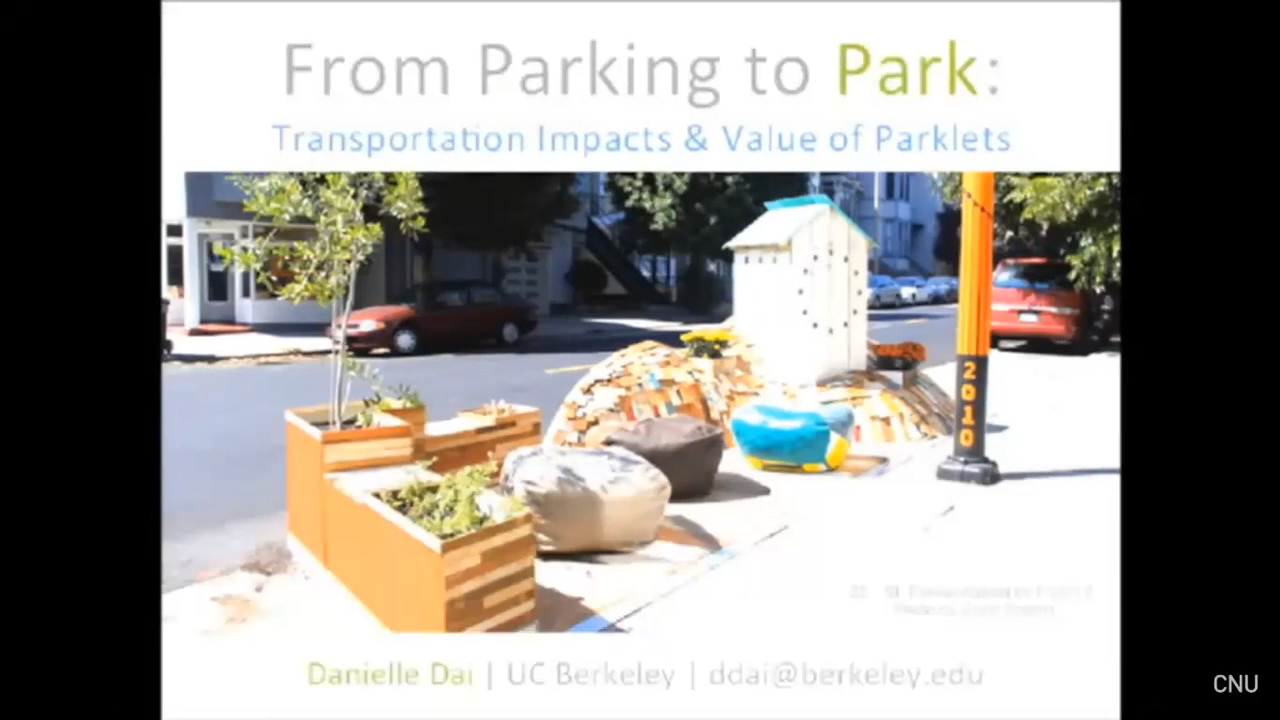 From Parking to Park:
Transportation Impacts & Value of Parklets
2010
Danielle Dai | UC Berkeley | ddai@berkeley.edu
CNU